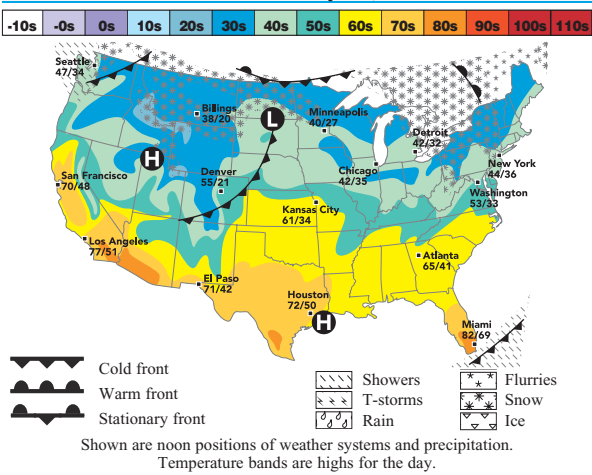 -10s -0s 0s 10s 20s 30s 40s 50s 60s 70s 80s 90s 100s 110s
Seattle
47/34
Billings
38/20
L
Minneapolis
40/27
Detroit
42/32
H
New York
44/36
San Francisco
70/48
Denver
55/21
Chicago
42/35
Washington
53/33
Kansas City
61/34
Los Angeles
77/51
Atlanta
65/41
El Paso
71/42
Houston
72/50
H
Miami
82/69
Cold front
Warm front
Stationary front
Showers
T-storms
Rain
Flurries
Snow
Ice
Shown are noon positions of weather systems and precipitation.
Temperature bands are highs for the day.